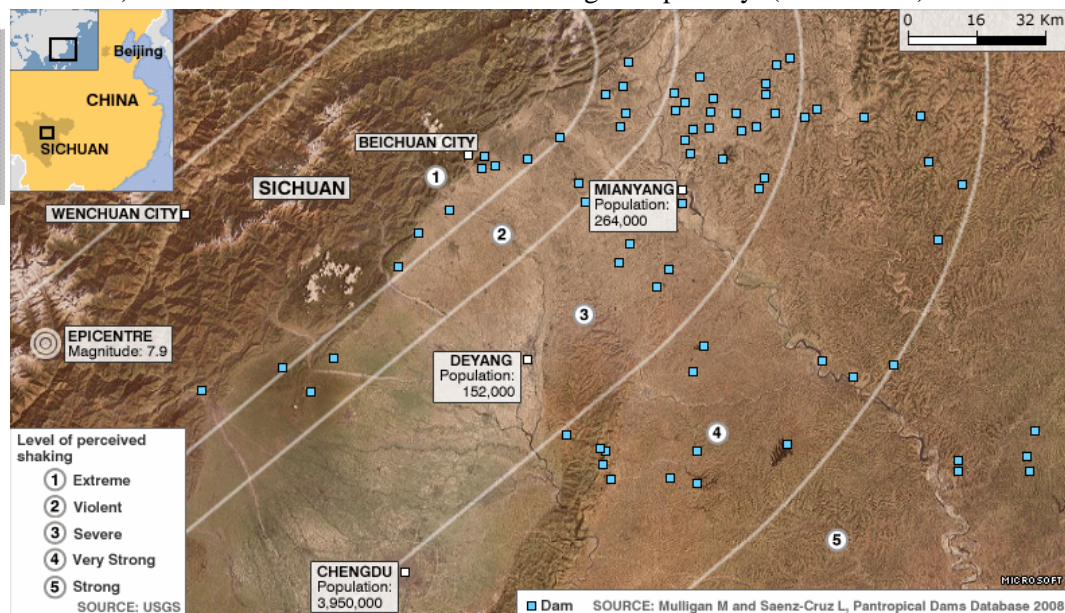 0 16 32 Km
Beijing
CHINA
SICHUAN
BEICHUAN CITY
1
SICHUAN
MIANYANG
Population:
264,000
WENCHUAN CITY
2
3
EPICENTRE
Magnitude: 7.9
DEYANG
Population:
152,000
4
Level of perceived
shaking
1 Extreme
2 Violent
3 Severe
4 Very Strong
5 Strong
SOURCE: USGS
5
CHENGDU
Population:
3,950,000
MICROSOFT
Dam SOURCE: Mulligan M and Saenz-Cruz L, Pantropical Dams Database 2008